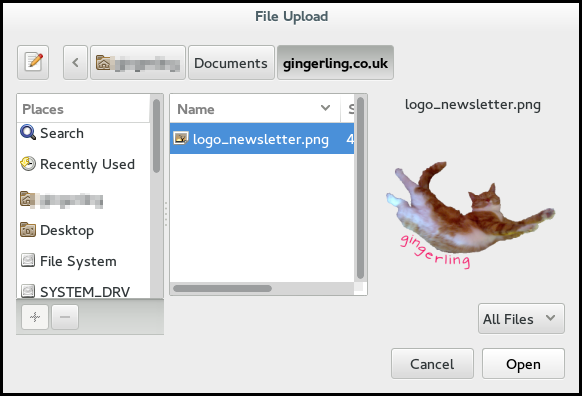 File Upload
Documents gingerling.co.uk
Places
Search
Recently Used
Desktop
File System
SYSTEM_DRV
Name S
logo_newsletter.png 4
logo_newsletter.png
gingerling
All Files
Cancel Open